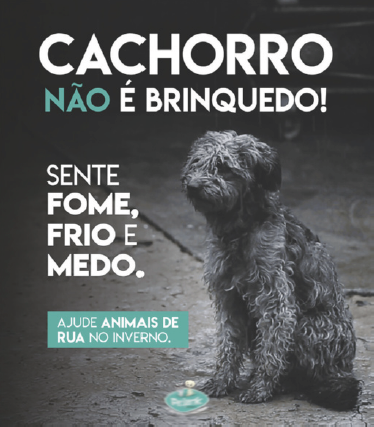 CACHORRO
NÃO É BRINQUEDO!
SENTE
FOME,
FRIO E
MEDO.
AJUDE ANIMAIS DE
RUA NO INVERNO.